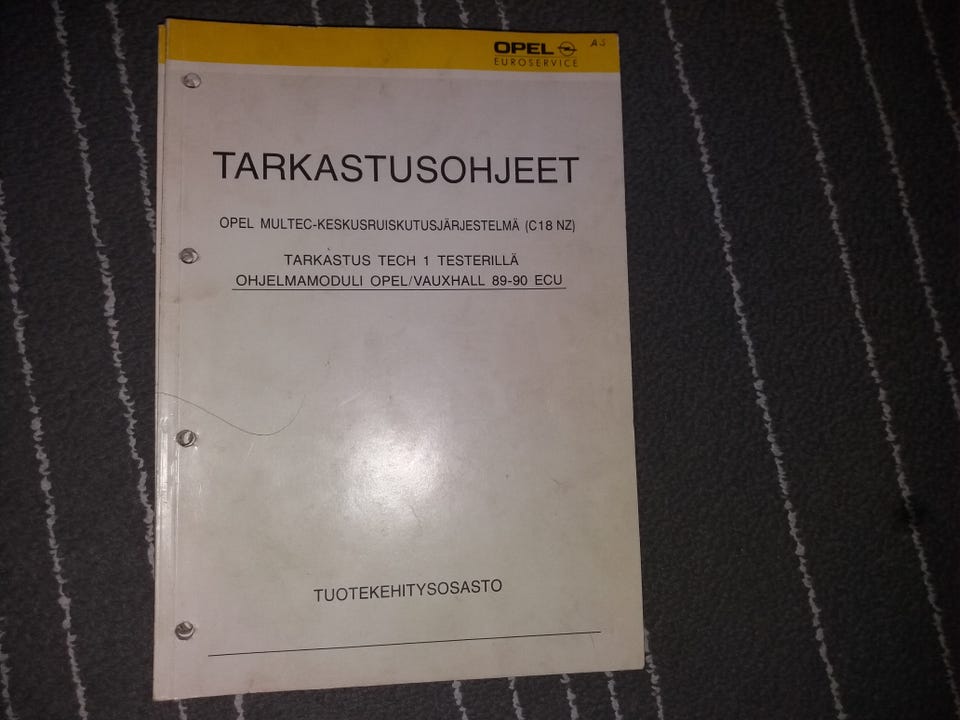 OPEL
A5
EUROSERVICE
TARKASTUSOHJEET
OPEL MULTEC-KESKUSRUISKUTUSJÄRJESTELMÄ (C18 NZ)
TARKASTUS TECH 1 TESTERILLÄ
OHJELMAMODULI OPEL/VAUXHALL 89-90 ECU
TUOTEKEHITYSOSASTO